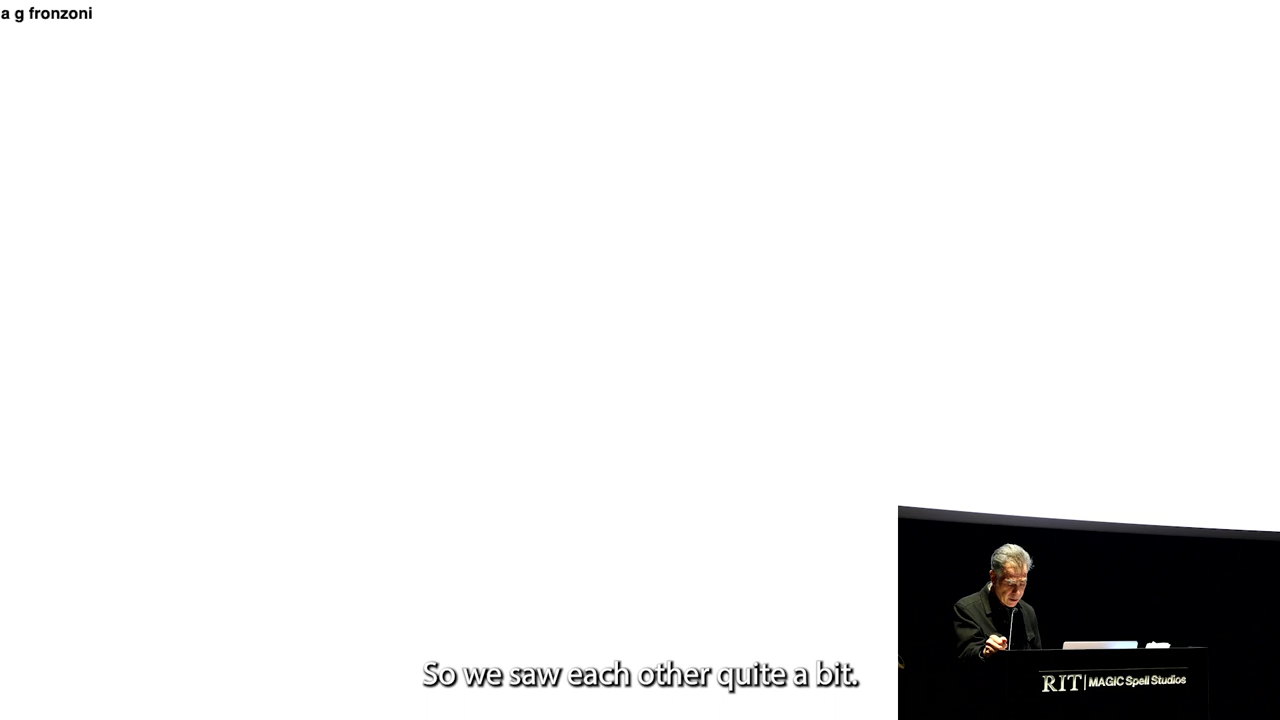 a g fronzoni
So we saw each other quite a bit.
RIT | MAGIC Spell Studios